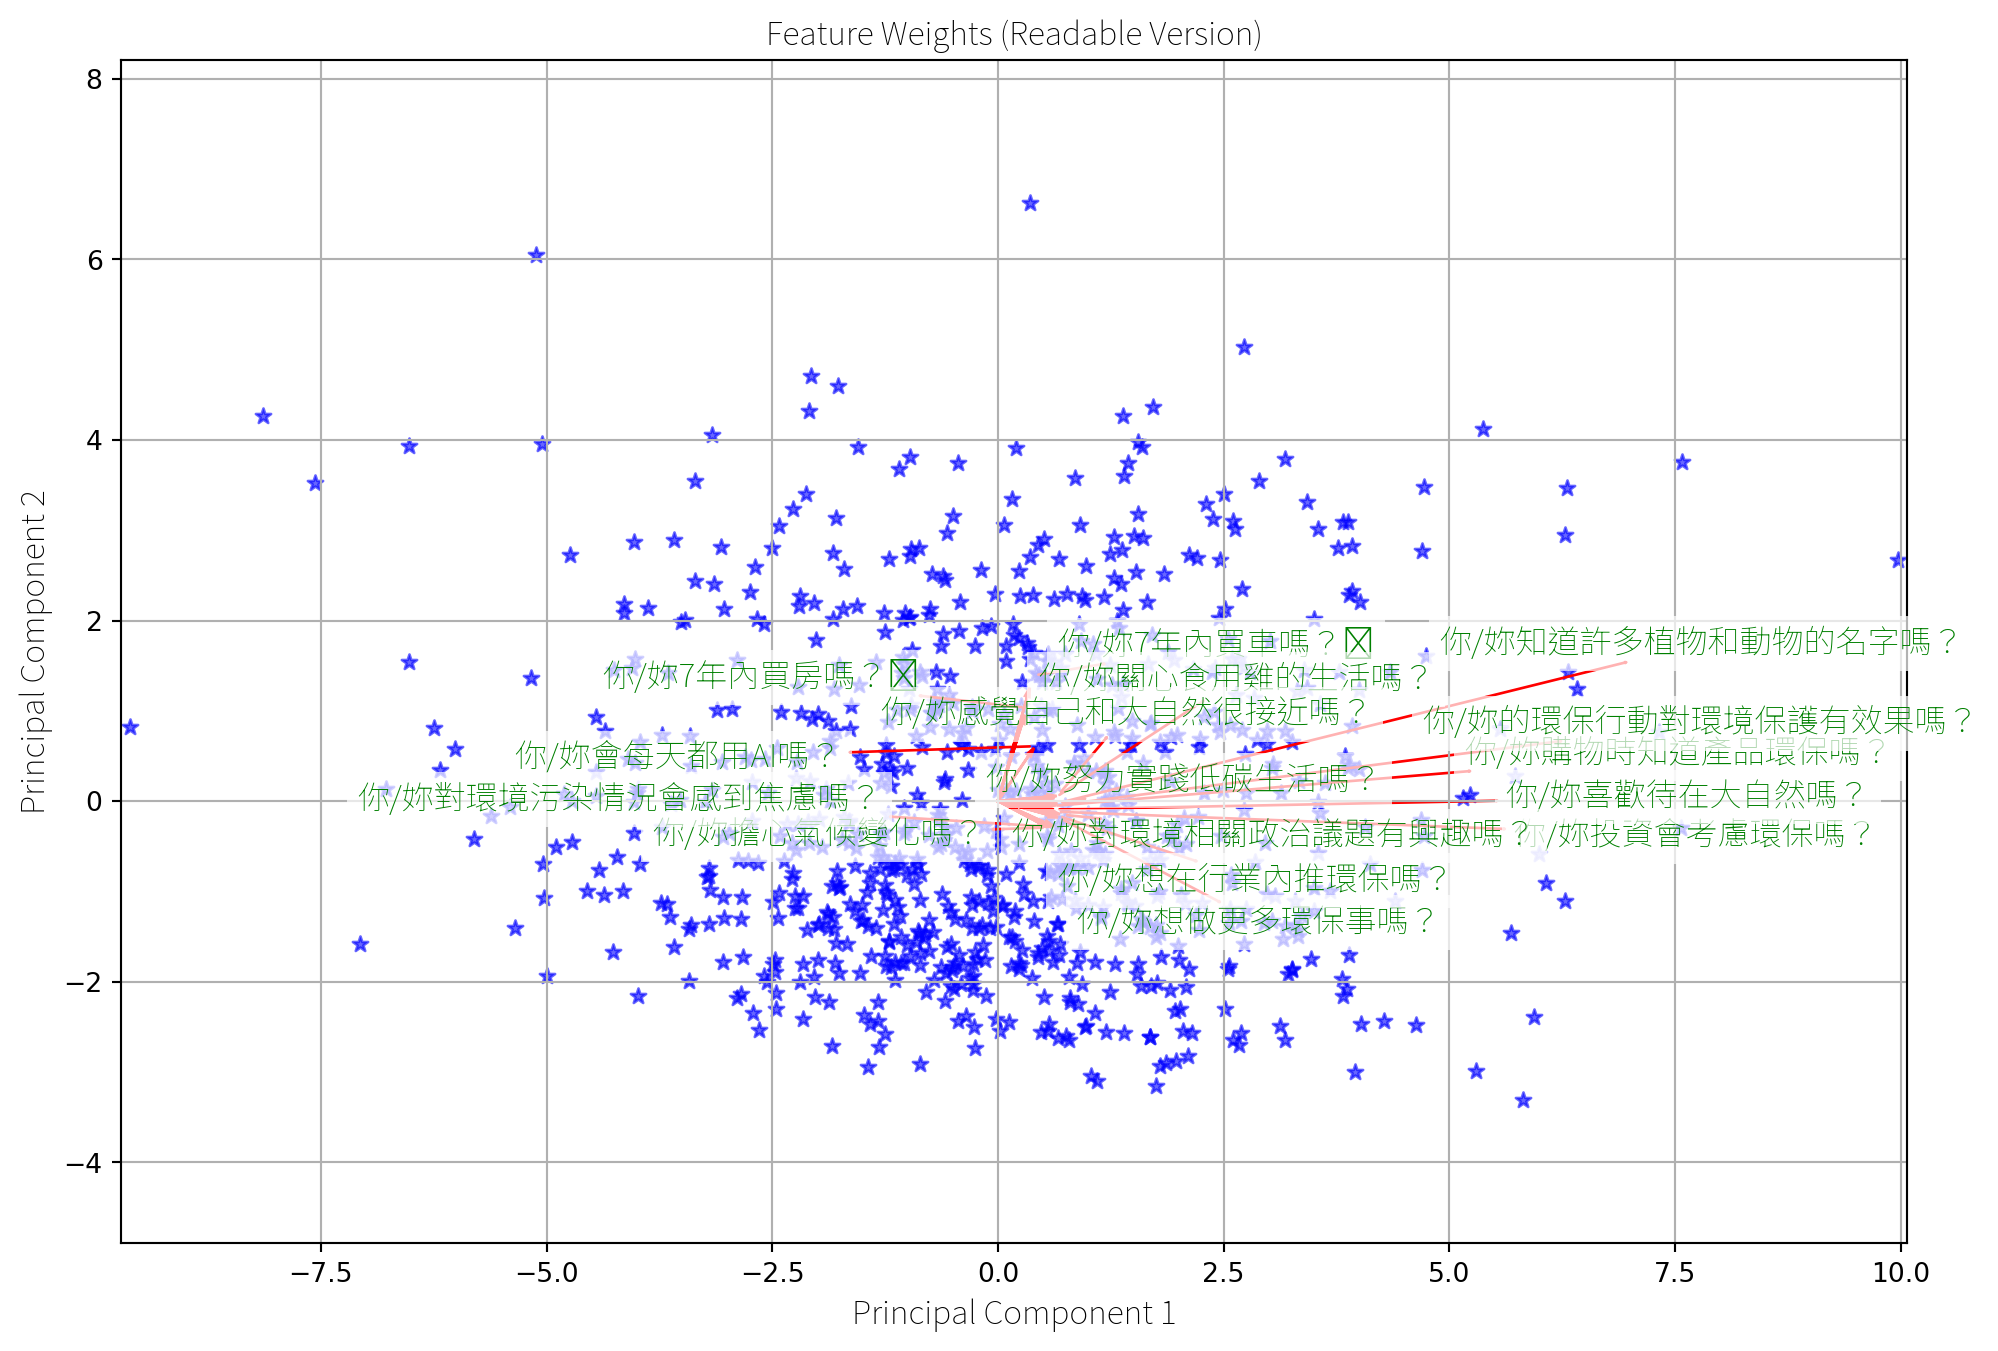 Feature Weights (Readable Version)
8
6
4
2
0
−2
−4
Principal Component 2
你/妳7年內買車嗎？
你/妳知道許多植物和動物的名字嗎？
你/妳7年內買房嗎？
你/妳關心食用雞的生活嗎？
你/妳感覺自己和大自然很接近嗎？
你/妳的環保行動對環境保護有效果嗎？
你/妳會每天都用AI嗎？
你/妳購物時知道產品環保嗎？
你/妳努力實踐低碳生活嗎？
你/妳對環境污染情況會感到焦慮嗎？
你/妳喜歡待在大自然嗎？
你/妳擔心氣候變化嗎？
你/妳對環境相關政治議題有興趣嗎？
你/妳投資會考慮環保嗎？
你/妳想在行業內推環保嗎？
你/妳想做更多環保事嗎？
−7.5 −5.0 −2.5 0.0 2.5 5.0 7.5 10.0
Principal Component 1